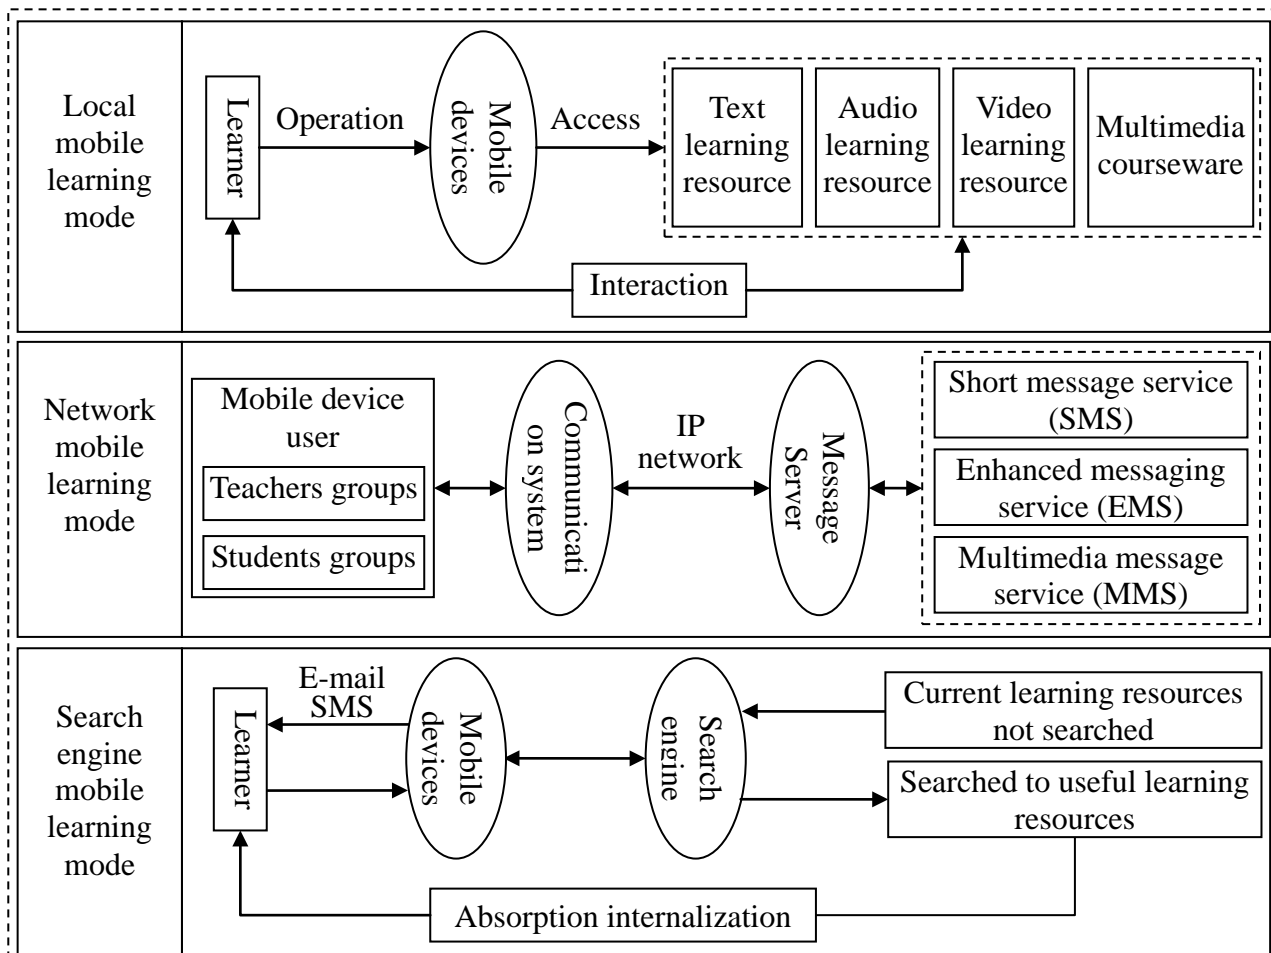 Local
mobile
learning
mode
Learner
Operation
Mobile
devices
Access
Text
learning
resource
Audio
learning
resource
Video
learning
resource
Multimedia
courseware
Interaction
Network
mobile
learning
mode
Mobile device
user
Teachers groups
Students groups
Communicati
on system
IP
network
Message
Server
Short message service
(SMS)
Enhanced messaging
service (EMS)
Multimedia message
service (MMS)
Search
engine
mobile
learning
mode
Learner
E-mail
SMS
Mobile
devices
Search
engine
Current learning resources
not searched
Searched to useful learning
resources
Absorption internalization